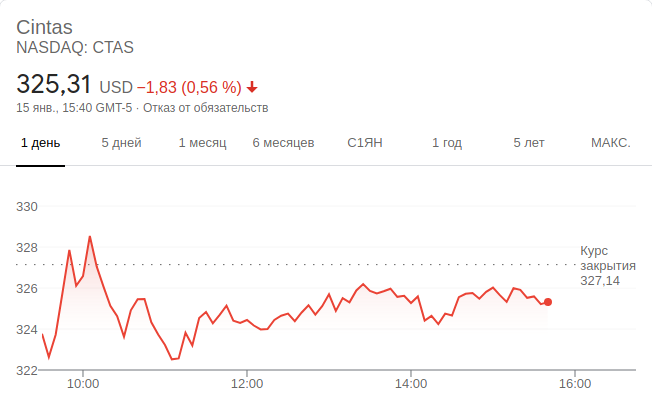 Cintas
NASDAQ: CTAS
325,31 USD −1,83 (0,56 %)
15 янв., 15:40 GMT-5 · Отказ от обязательств
1 день 5 дней 1 месяц 6 месяцев С1ЯН 1 год 5 лет МАКС.
330
328
326
324
322
Курс
закрытия
327,14
10:00 12:00 14:00 16:00